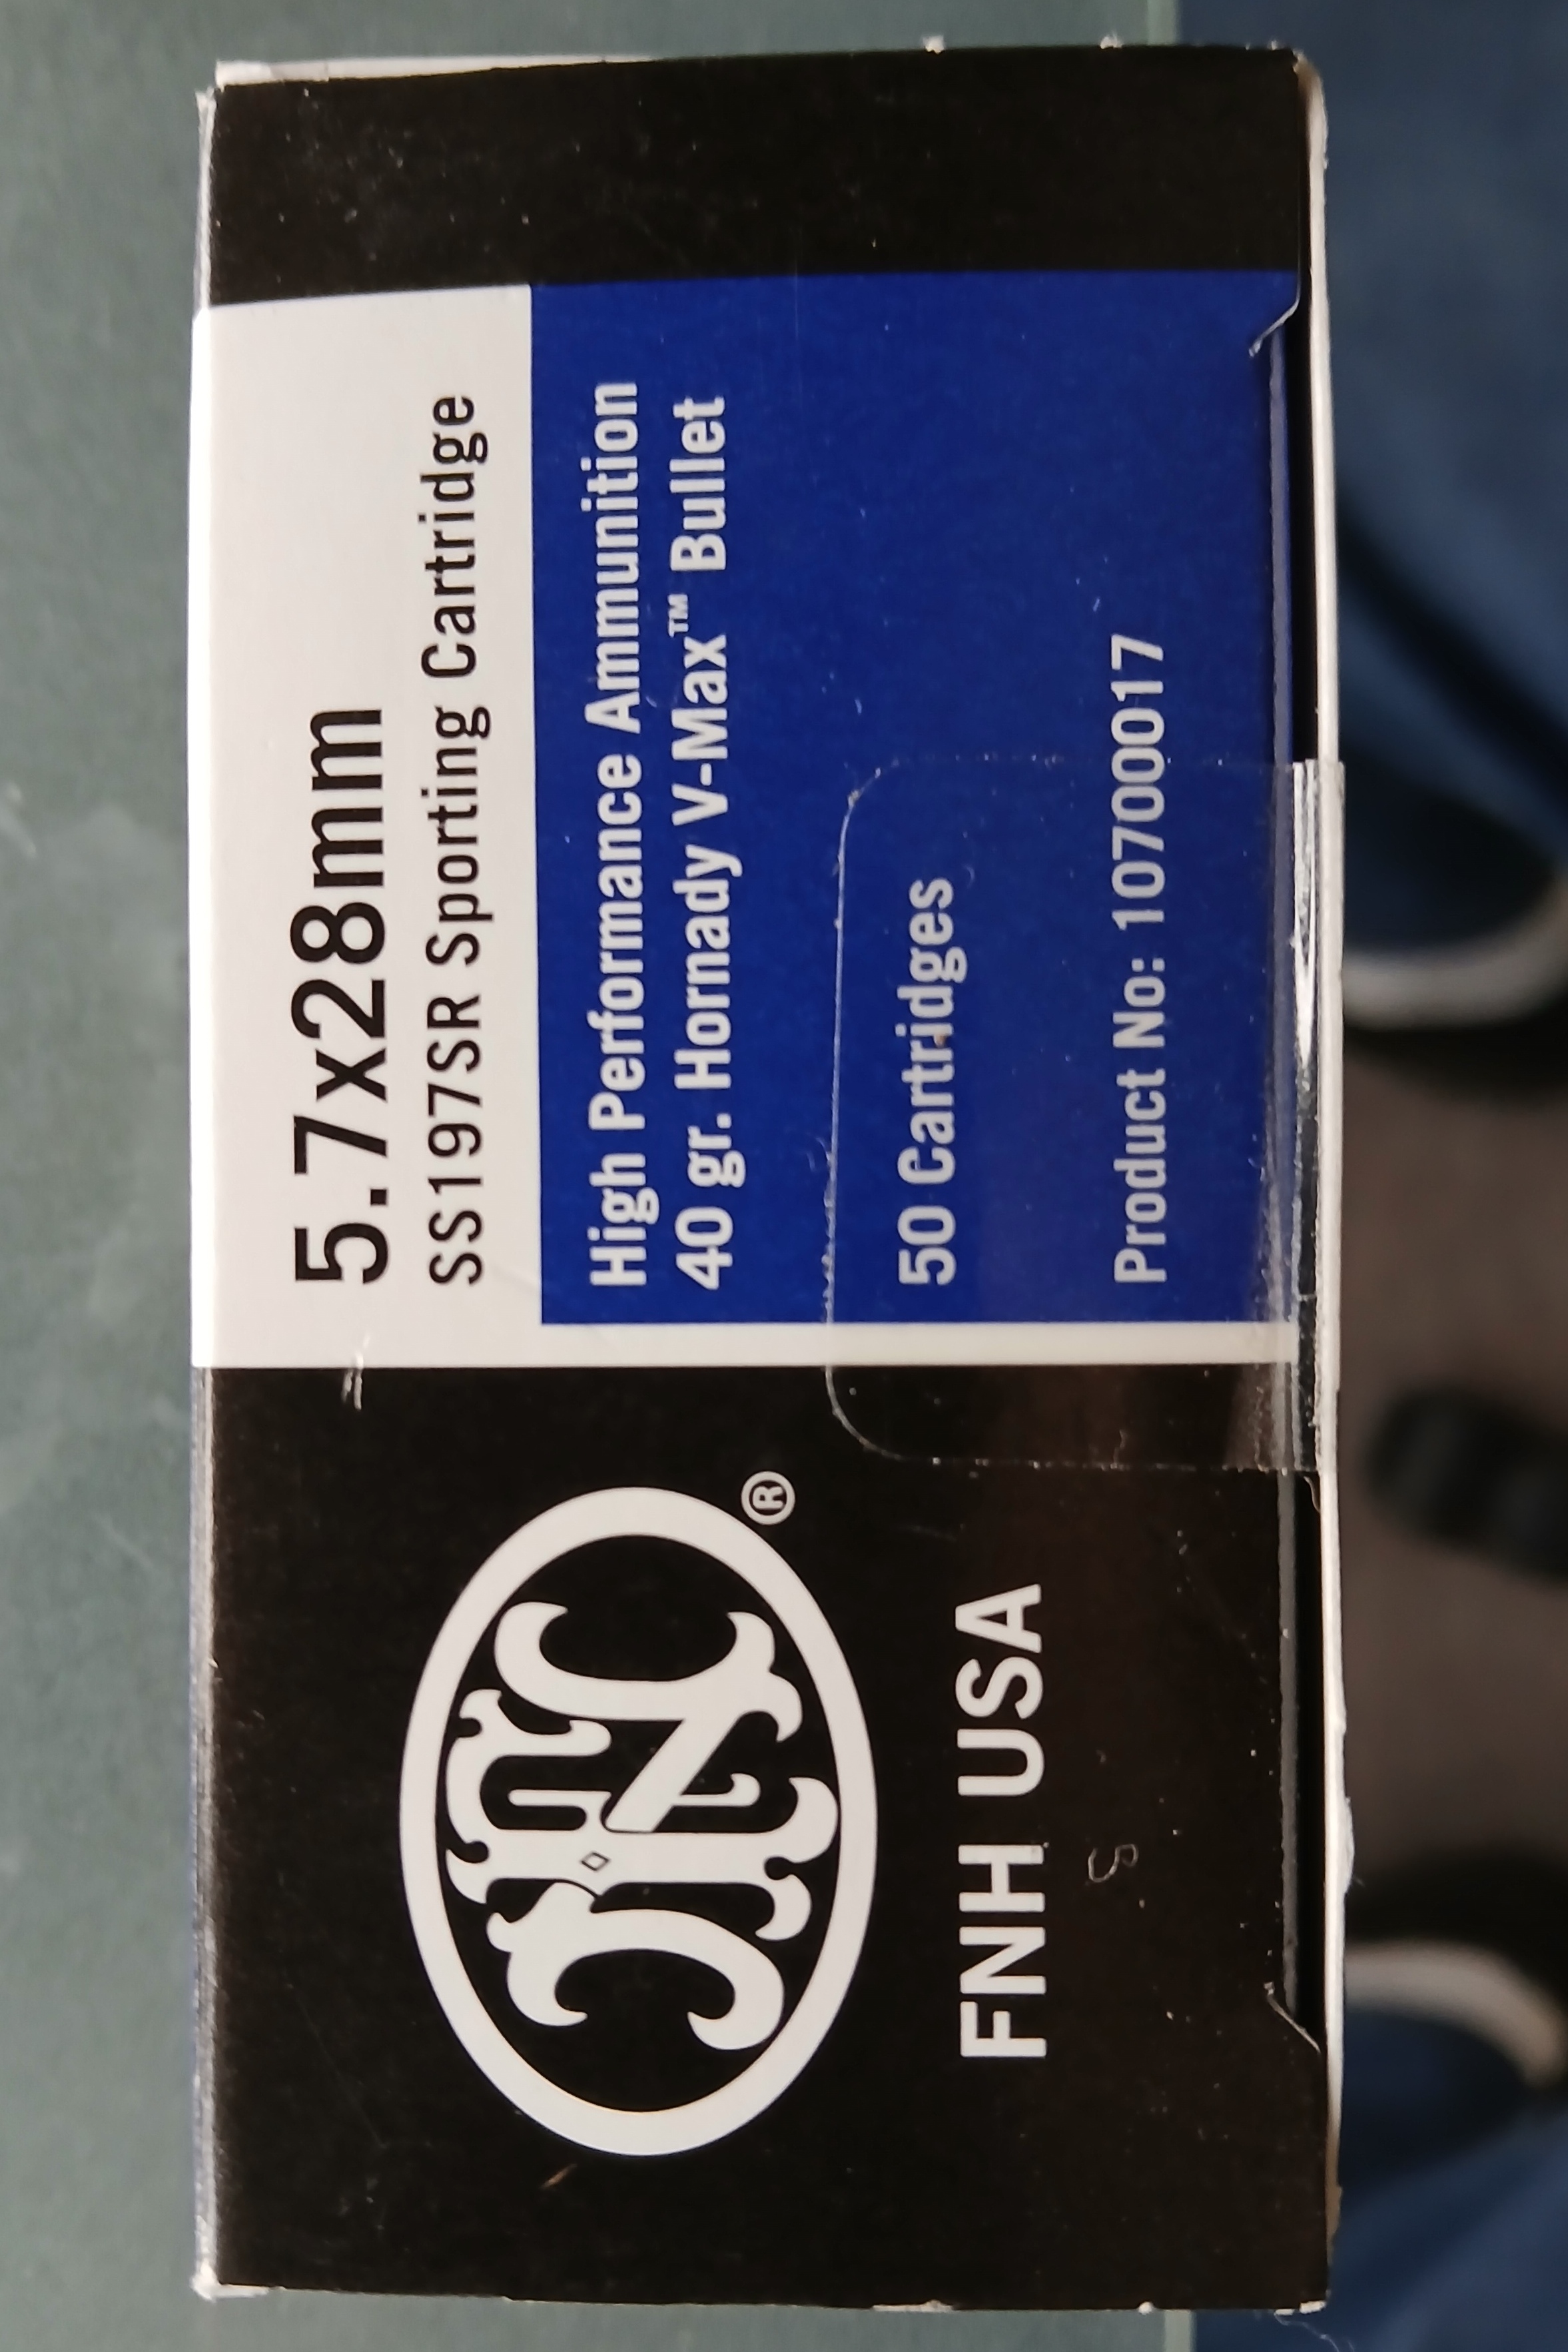 5.7x28mm
SS197SR Sporting Cartridge
High Performance Ammunition
40 gr. Hornady V-Max™ Bullet
50 Cartridges
Product No: 10700017
FN®
FNH USA